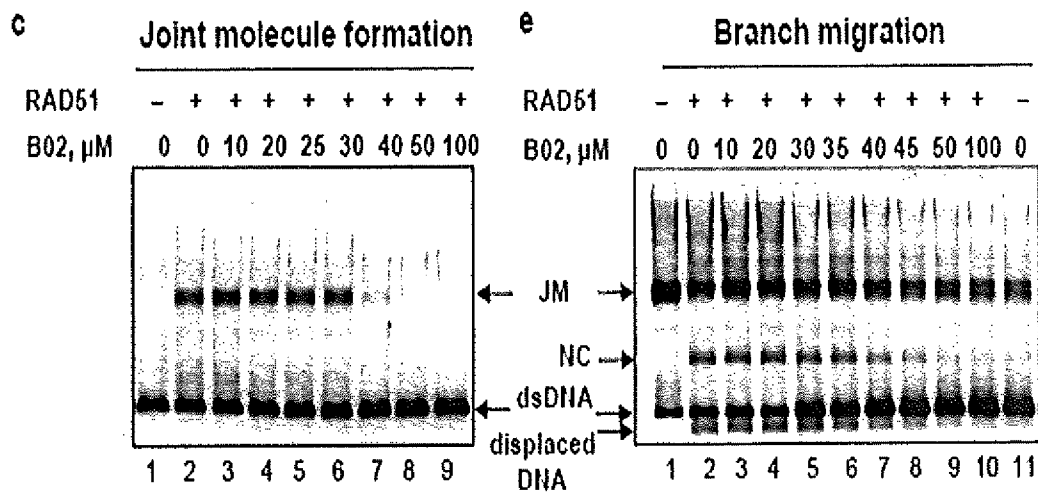 c Joint molecule formation
RAD51 – + + + + + + + +
B02, µM 0 0 10 20 25 30 40 50 100
1 2 3 4 5 6 7 8 9
JM
NC
dsDNA
displaced
DNA
e Branch migration
RAD51 – + + + + + + + + + –
B02, µM 0 0 10 20 30 35 40 45 50 100 0
1 2 3 4 5 6 7 8 9 10 11